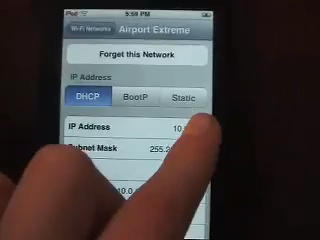 iPod 5:59 PM
Wi-Fi Networks Airport Extreme
Forget this Network
IP Address
DHCP BootP Static
IP Address 10.
Subnet Mask 255.2
10.0.